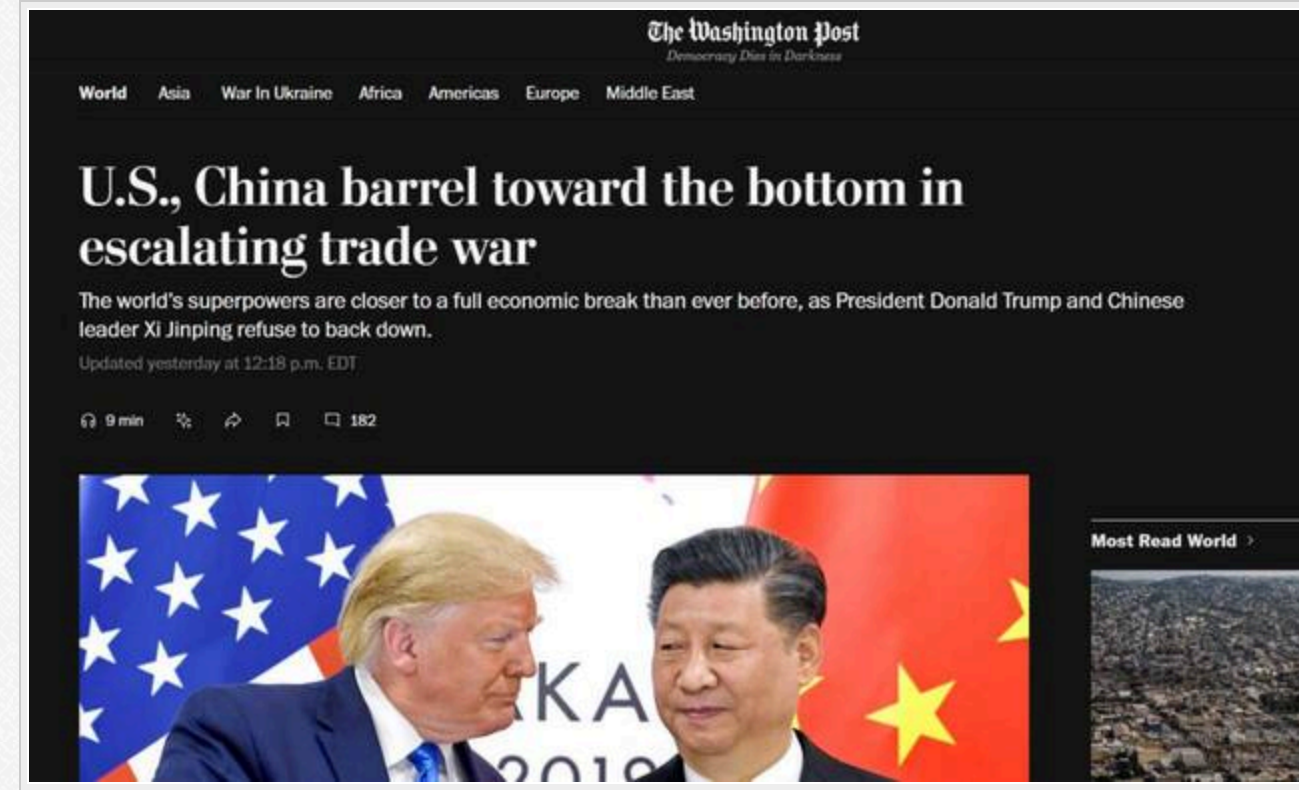 The Washington Post
Democracy Dies in Darkness
World Asia War In Ukraine Africa Americas Europe Middle East
U.S., China barrel toward the bottom in
escalating trade war
The world's superpowers are closer to a full economic break than ever before, as President Donald Trump and Chinese
leader Xi Jinping refuse to back down.
Updated yesterday at 12:18 p.m. EDT
9 min 182
Most Read World
KA
2019